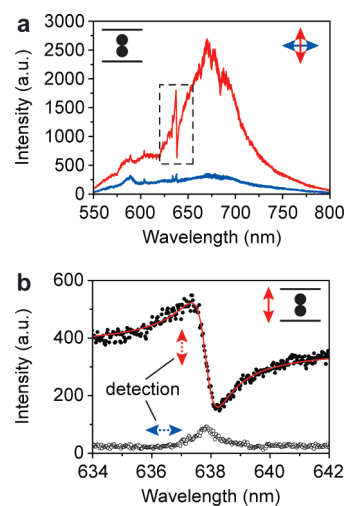 a
Intensity (a.u.)
3000
2500
2000
1500
1000
500
0
550 600 650 700 750 800
Wavelength (nm)
b
Intensity (a.u.)
600
400
200
0
detection
634 636 638 640 642
Wavelength (nm)